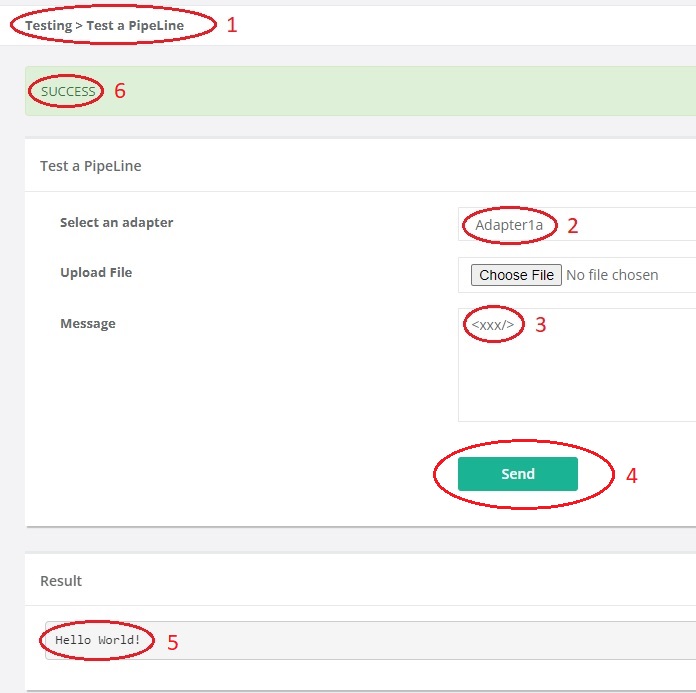 Testing > Test a PipeLine 1
SUCCESS 6
Test a PipeLine
Select an adapter Adapter1a 2
Upload File Choose File No file chosen
Message <xxx/> 3
Send 4
Result
Hello World! 5